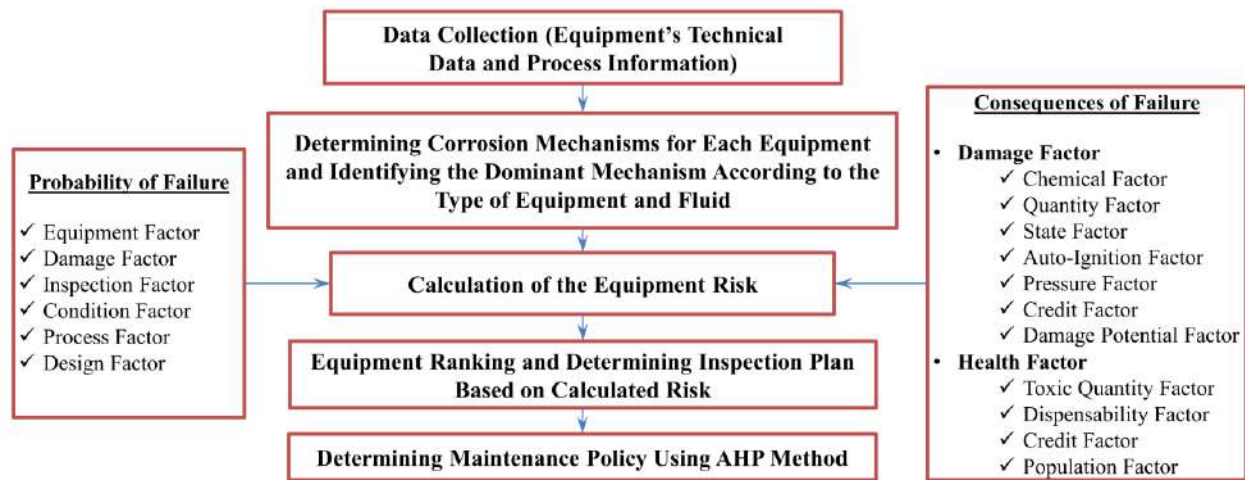 Data Collection (Equipment's Technical
Data and Process Information)
Determining Corrosion Mechanisms for Each Equipment
and Identifying the Dominant Mechanism According to the
Type of Equipment and Fluid
Probability of Failure
✓ Equipment Factor
✓ Damage Factor
✓ Inspection Factor
✓ Condition Factor
✓ Process Factor
✓ Design Factor
Calculation of the Equipment Risk
Consequences of Failure
• Damage Factor
✓ Chemical Factor
✓ Quantity Factor
✓ State Factor
✓ Auto-Ignition Factor
✓ Pressure Factor
✓ Credit Factor
✓ Damage Potential Factor
• Health Factor
✓ Toxic Quantity Factor
✓ Dispensability Factor
✓ Credit Factor
✓ Population Factor
Equipment Ranking and Determining Inspection Plan
Based on Calculated Risk
Determining Maintenance Policy Using AHP Method